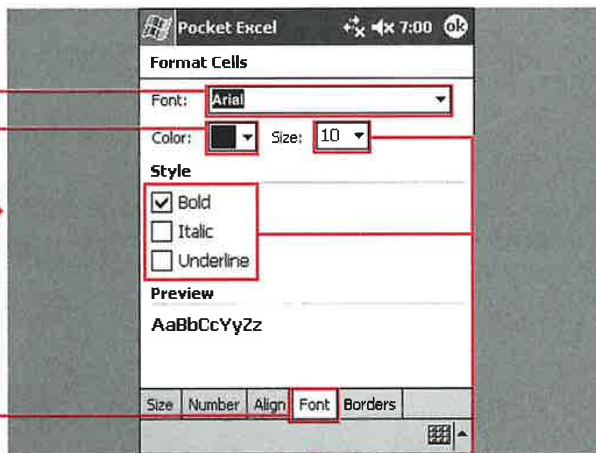 Pocket Excel 7:00 ok
Format Cells
Font: Arial
Color: Size: 10
Style
Bold
Italic
Underline
Preview
AaBbCcYyZz
Size Number Align Font Borders